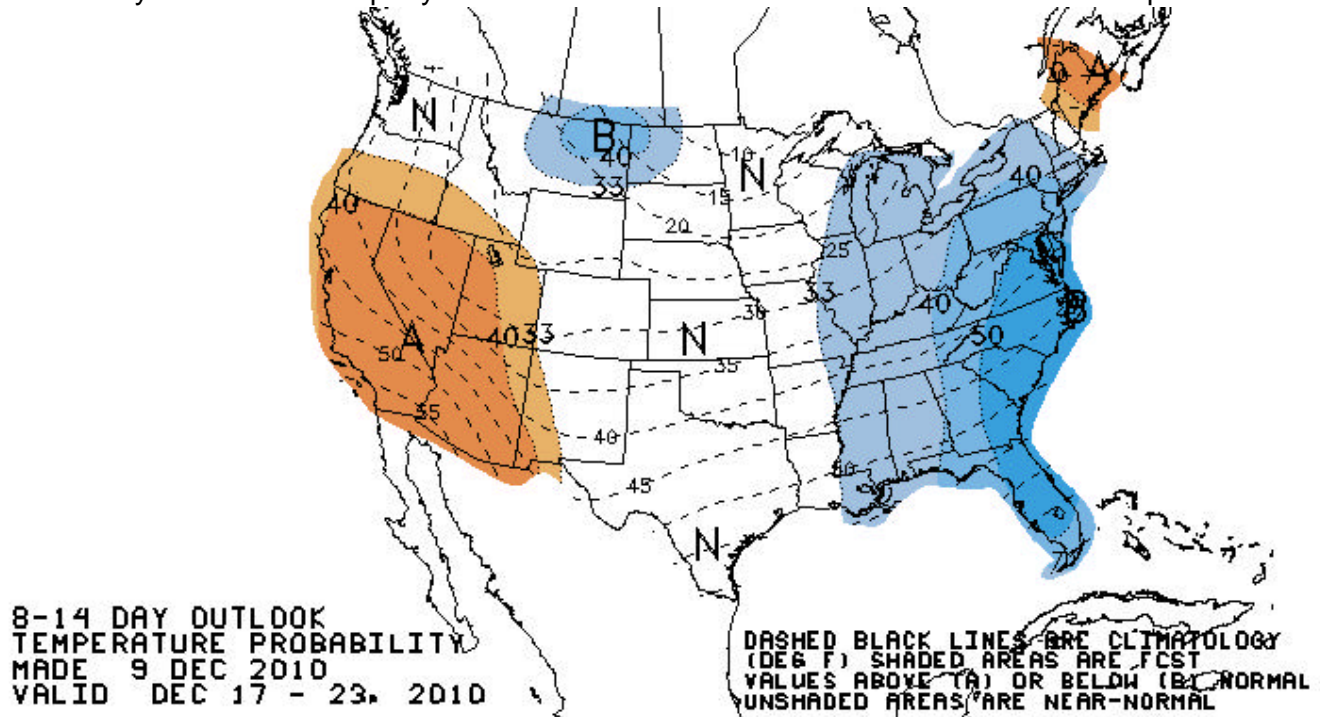 N
B
40
33
N
10
15
20
A
40
40
33
A
50
35
N
30
35
40
45
50
N
25
33
40
50
40
B
8-14 DAY OUTLOOK
TEMPERATURE PROBABILITY
MADE 9 DEC 2010
VALID DEC 17 - 23, 2010
DASHED BLACK LINES ARE CLIMATOLOGY
(DEG F) SHADED AREAS ARE FCST
VALUES ABOVE (A) OR BELOW (B) NORMAL
UNSHADED AREAS ARE NEAR-NORMAL